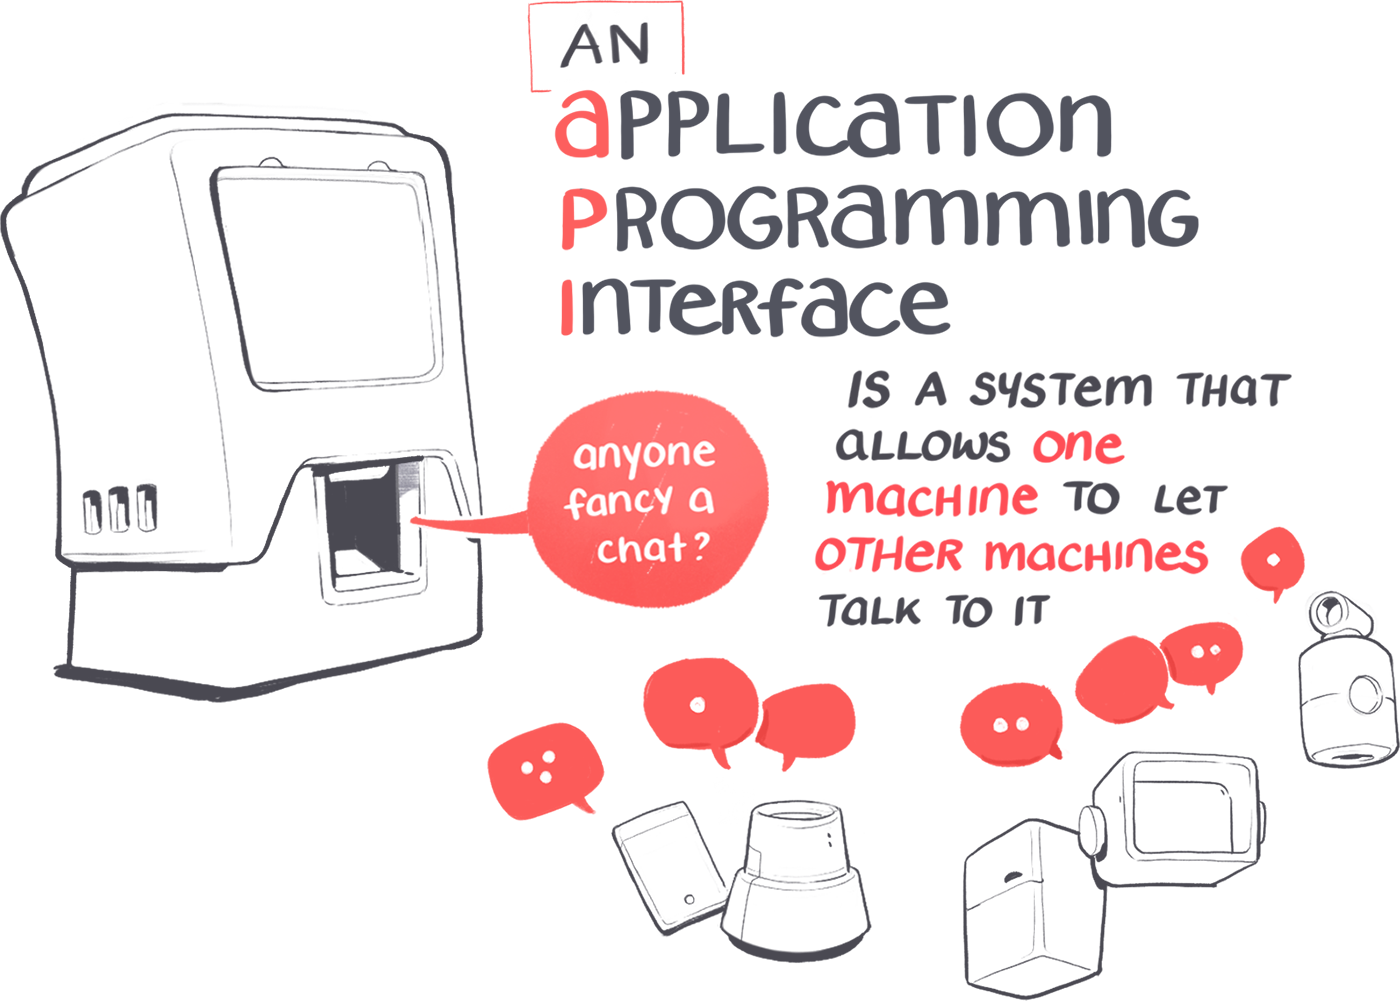 AN
aPPLICATION
PROGRamming
INTERface
IS A SYSTem THaT
aLLOWS one
machine TO LeT
OTHer machines
TaLK TO IT
anyone
fancy a
chat?